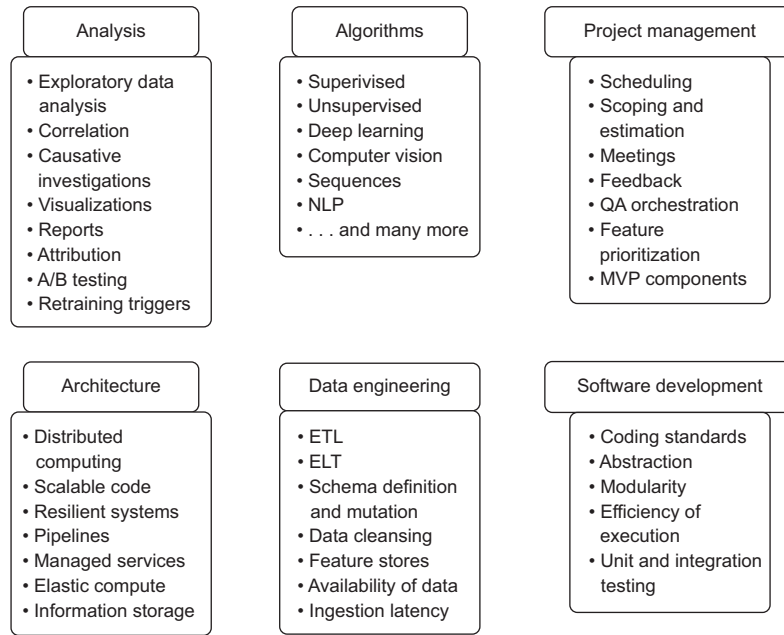 Analysis
• Exploratory data
analysis
• Correlation
• Causative
investigations
• Visualizations
• Reports
• Attribution
• A/B testing
• Retraining triggers
Algorithms
• Superivised
• Unsupervised
• Deep learning
• Computer vision
• Sequences
• NLP
• . . . and many more
Project management
• Scheduling
• Scoping and
estimation
• Meetings
• Feedback
• QA orchestration
• Feature
prioritization
• MVP components
Architecture
• Distributed
computing
• Scalable code
• Resilient systems
• Pipelines
• Managed services
• Elastic compute
• Information storage
Data engineering
• ETL
• ELT
• Schema definition
and mutation
• Data cleansing
• Feature stores
• Availability of data
• Ingestion latency
Software development
• Coding standards
• Abstraction
• Modularity
• Efficiency of
execution
• Unit and integration
testing